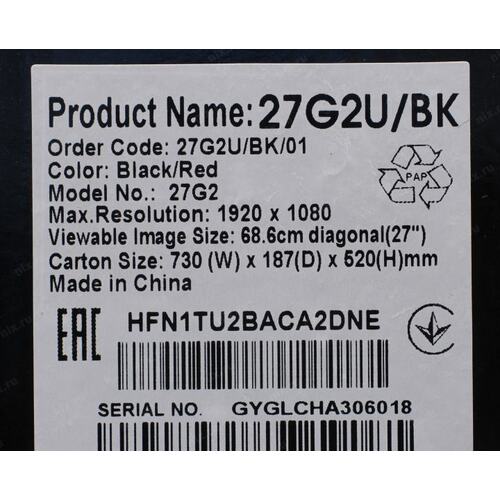 Product Name: 27G2U/BK
Order Code: 27G2U/BK/01
Color: Black/Red
Model No.: 27G2
Max.Resolution: 1920 x 1080
Viewable Image Size: 68.6cm diagonal(27")
Carton Size: 730 (W) x 187(D) x 520(H)mm
Made in China
PAP
EAC
HFN1TU2BACA2DNE
SERIAL NO. GYGLCHA306018